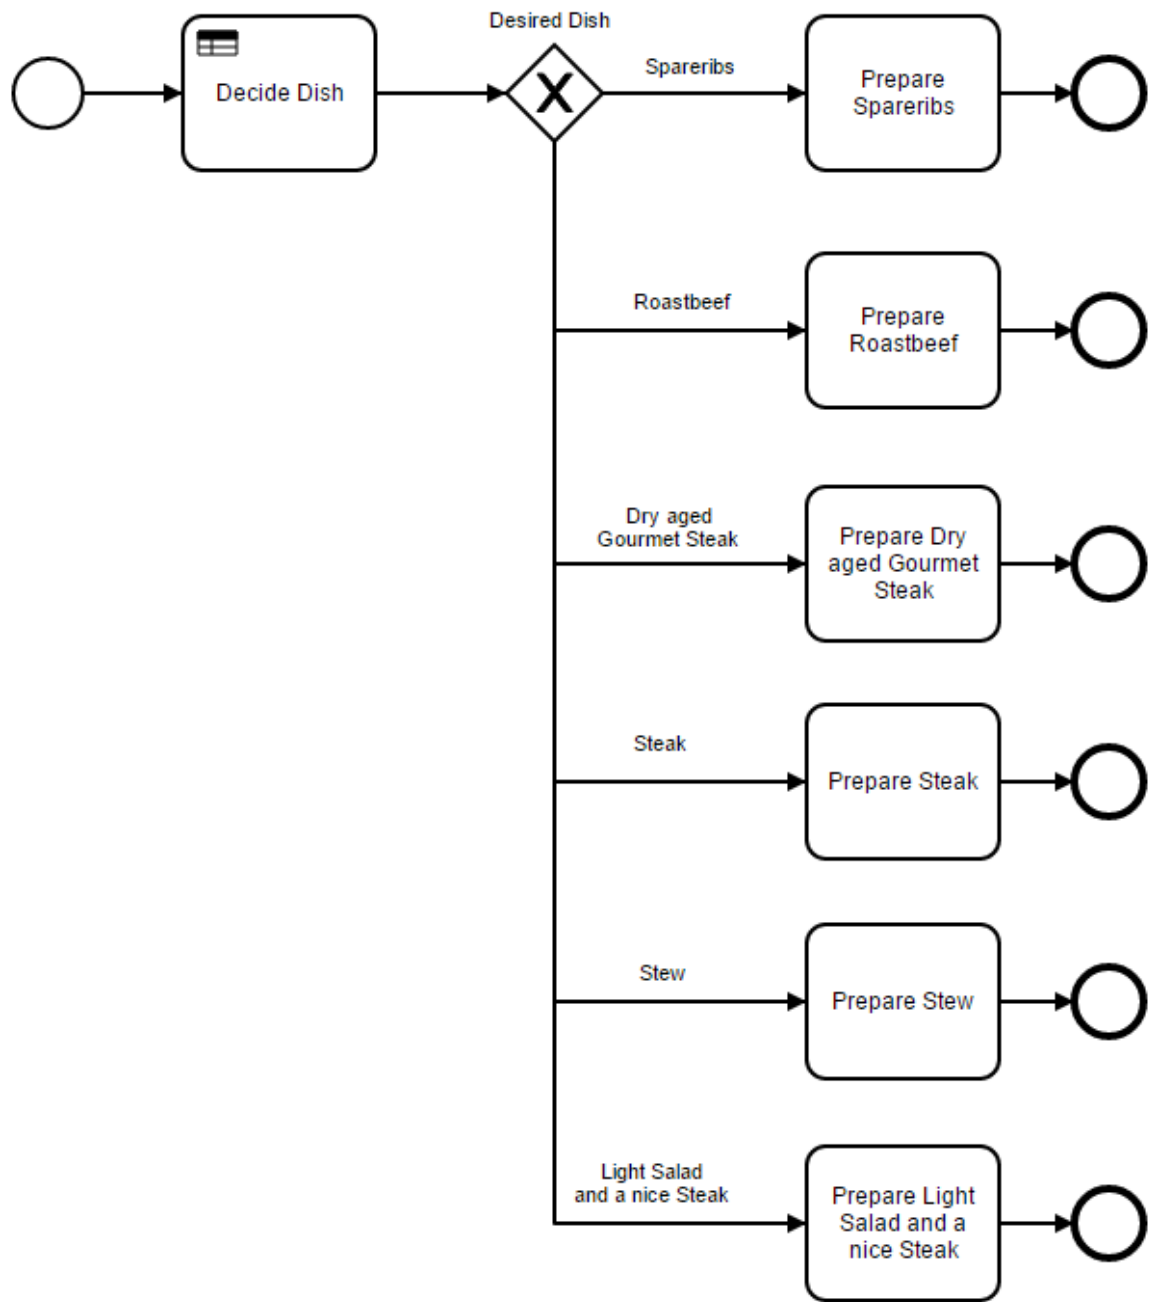 Desired Dish
Decide Dish
Spareribs
Prepare
Spareribs
Roastbeef
Prepare
Roastbeef
Dry aged
Gourmet Steak
Prepare Dry
aged Gourmet
Steak
Steak
Prepare Steak
Stew
Prepare Stew
Light Salad
and a nice Steak
Prepare Light
Salad and a
nice Steak